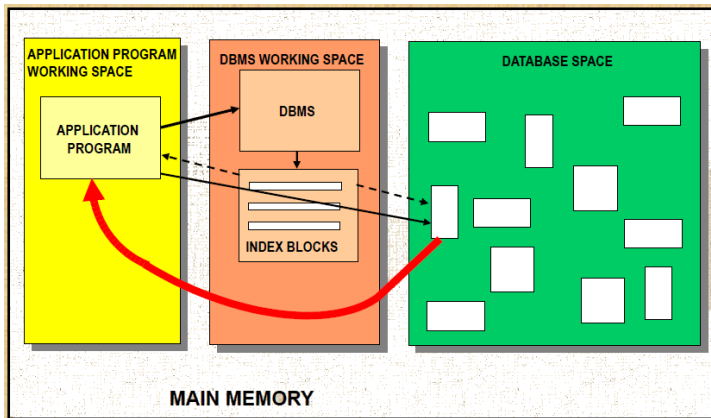 APPLICATION PROGRAM
WORKING SPACE
APPLICATION
PROGRAM
DBMS WORKING SPACE
DBMS
INDEX BLOCKS
DATABASE SPACE
MAIN MEMORY